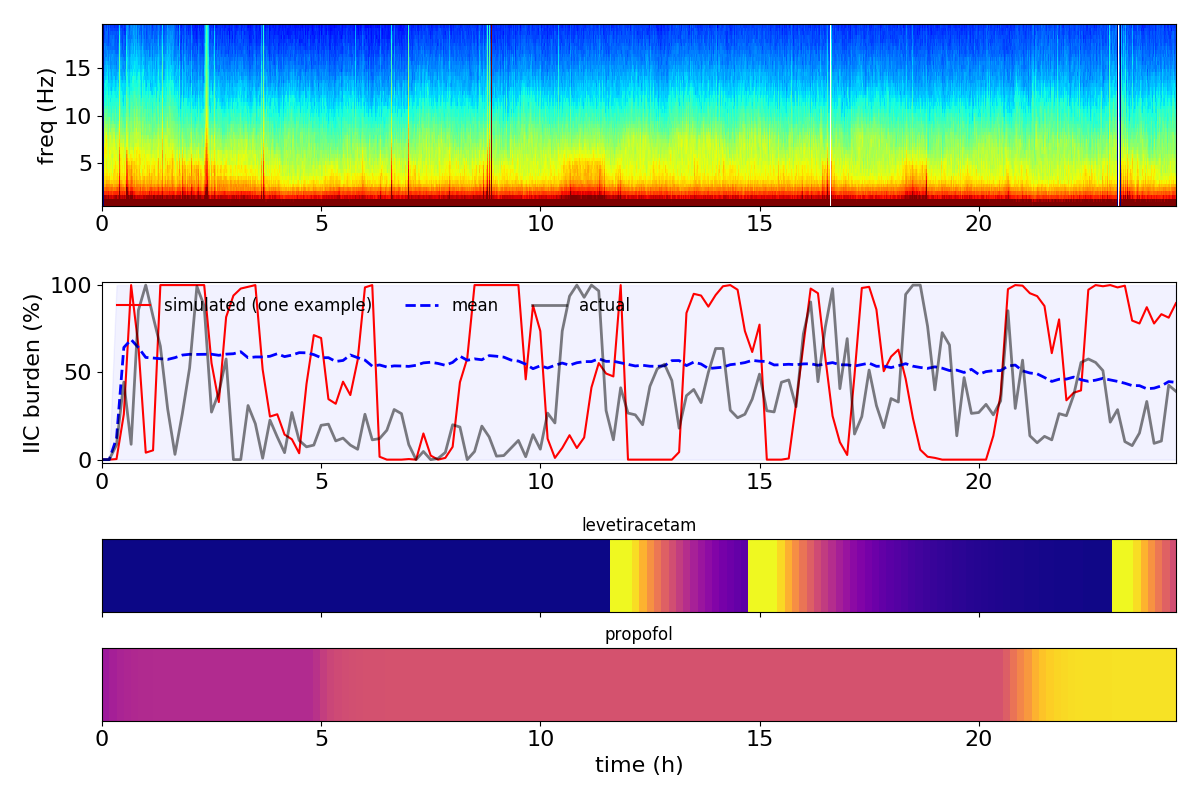 freq (Hz)
15
10
5
0 5 10 15 20
IIC burden (%)
100
50
0
simulated (one example) mean actual
0 5 10 15 20
levetiracetam
propofol
0 5 10 15 20
time (h)